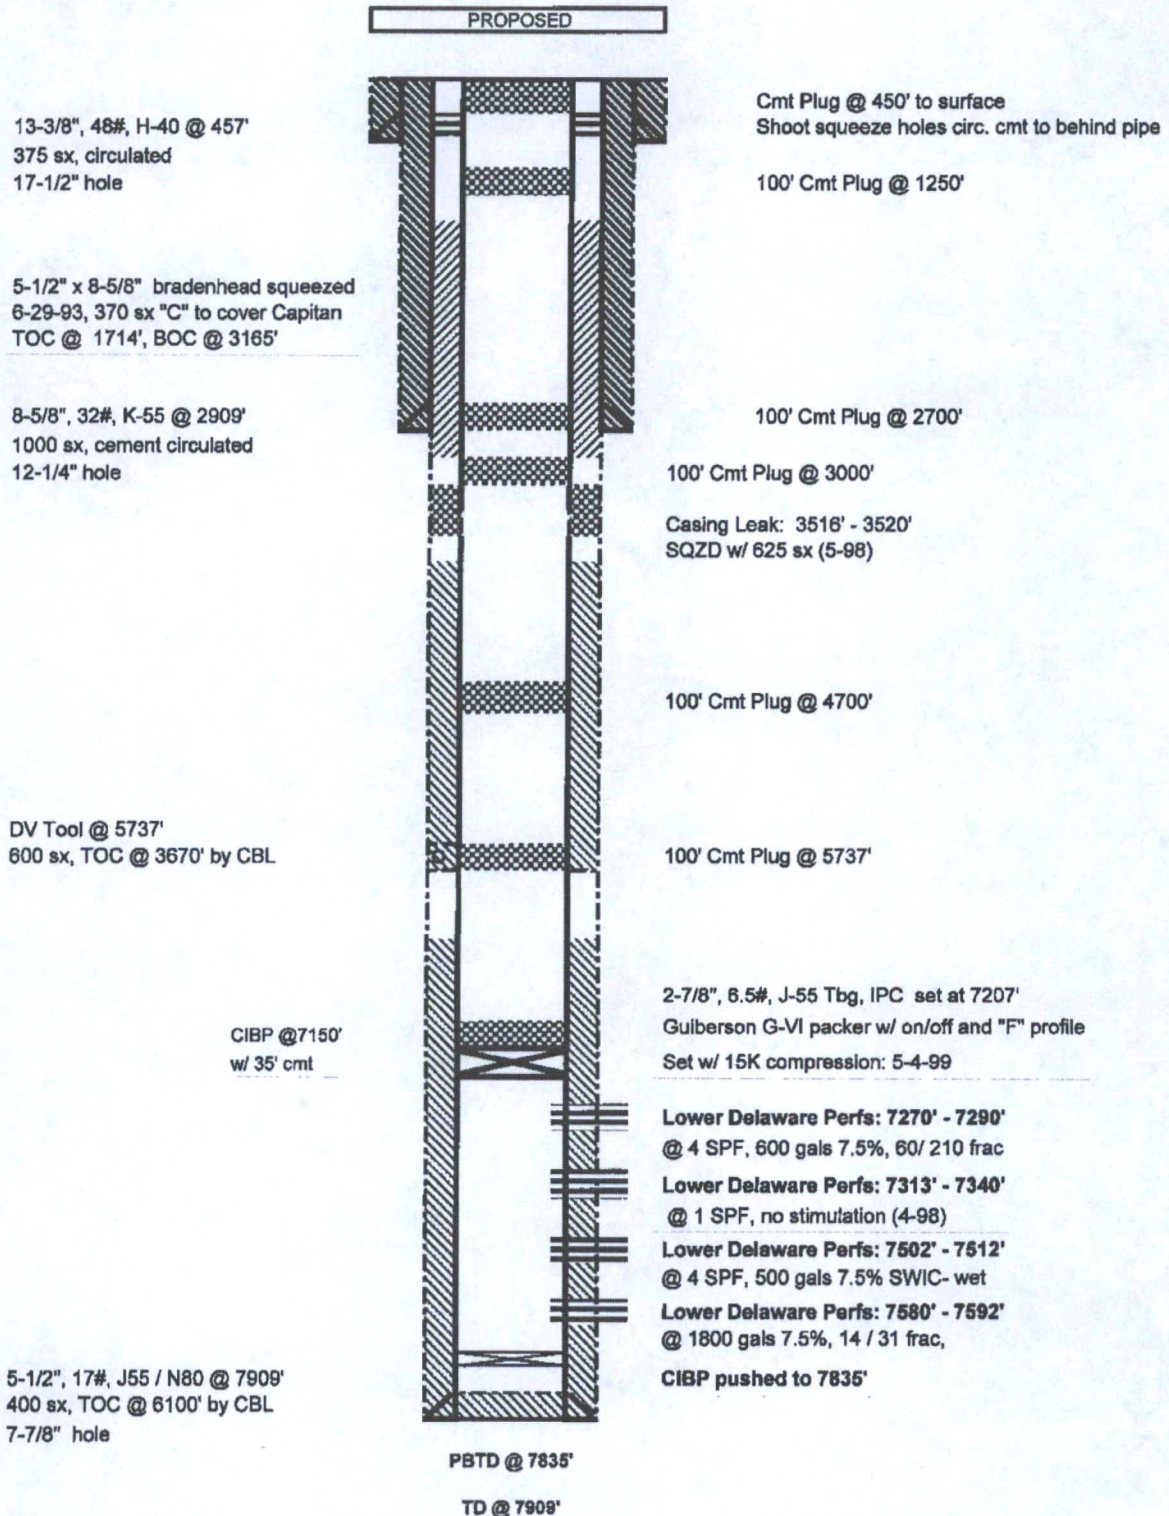 PROPOSED
13-3/8", 48#, H-40 @ 457'
375 sx, circulated
17-1/2" hole
Cmt Plug @ 450' to surface
Shoot squeeze holes circ. cmt to behind pipe
100' Cmt Plug @ 1250'
5-1/2" x 8-5/8" bradenhead squeezed
6-29-93, 370 sx "C" to cover Capitan
TOC @ 1714', BOC @ 3165'
8-5/8", 32#, K-55 @ 2909'
1000 sx, cement circulated
12-1/4" hole
100' Cmt Plug @ 2700'
100' Cmt Plug @ 3000'
Casing Leak: 3516' - 3520'
SQZD w/ 625 sx (5-98)
100' Cmt Plug @ 4700'
DV Tool @ 5737'
600 sx, TOC @ 3670' by CBL
100' Cmt Plug @ 5737'
CIBP @7150'
w/ 35' cmt
2-7/8", 6.5#, J-55 Tbg, IPC set at 7207'
Guiberson G-VI packer w/ on/off and "F" profile
Set w/ 15K compression: 5-4-99
Lower Delaware Perfs: 7270' - 7290'
@ 4 SPF, 600 gals 7.5%, 60/ 210 frac
Lower Delaware Perfs: 7313' - 7340'
@ 1 SPF, no stimulation (4-98)
Lower Delaware Perfs: 7502' - 7512'
@ 4 SPF, 500 gals 7.5% SWIC- wet
Lower Delaware Perfs: 7580' - 7592'
@ 1800 gals 7.5%, 14 / 31 frac,
CIBP pushed to 7835'
5-1/2", 17#, J55 / N80 @ 7909'
400 sx, TOC @ 6100' by CBL
7-7/8" hole
PBTD @ 7835'
TD @ 7909'